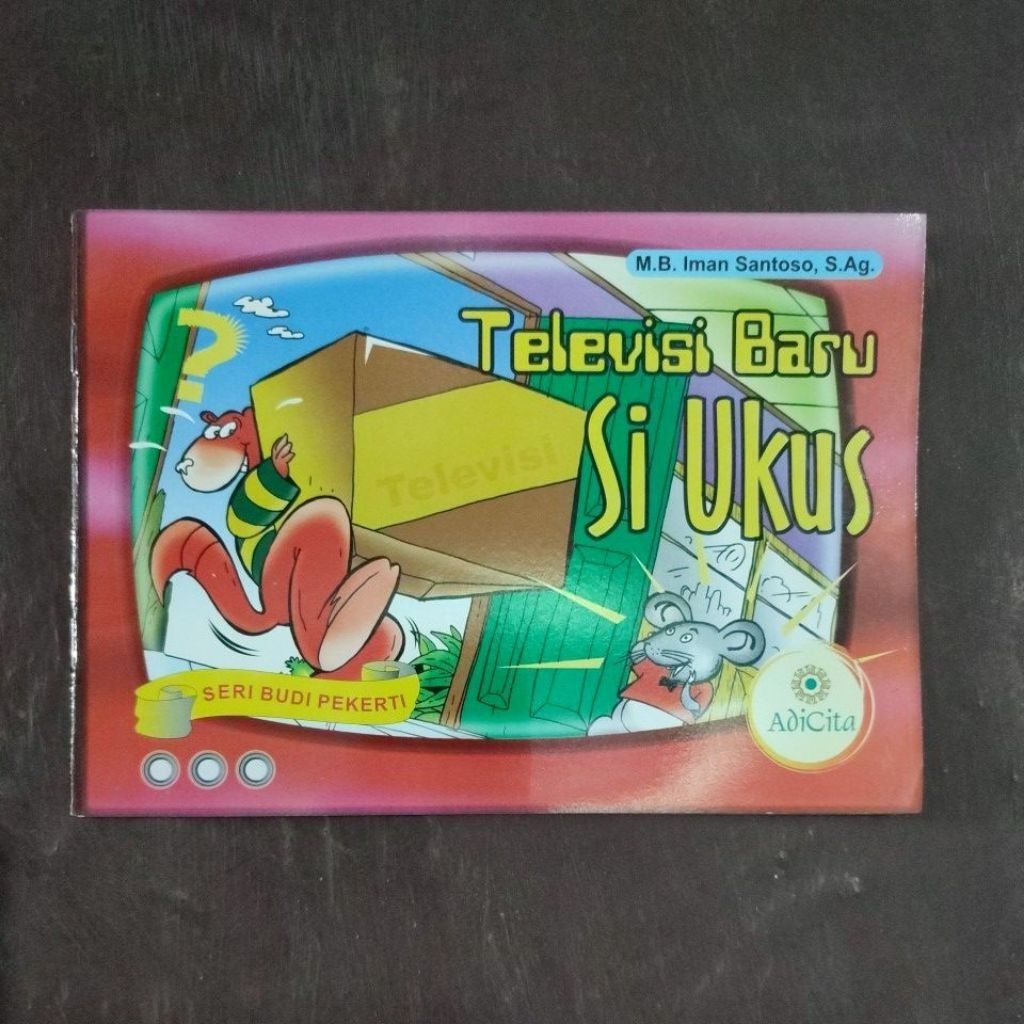 M.B. Iman Santoso, S.Ag.
?
Televisi Baru
Si Ukus
Televisi
SERI BUDI PEKERTI
AdiCita